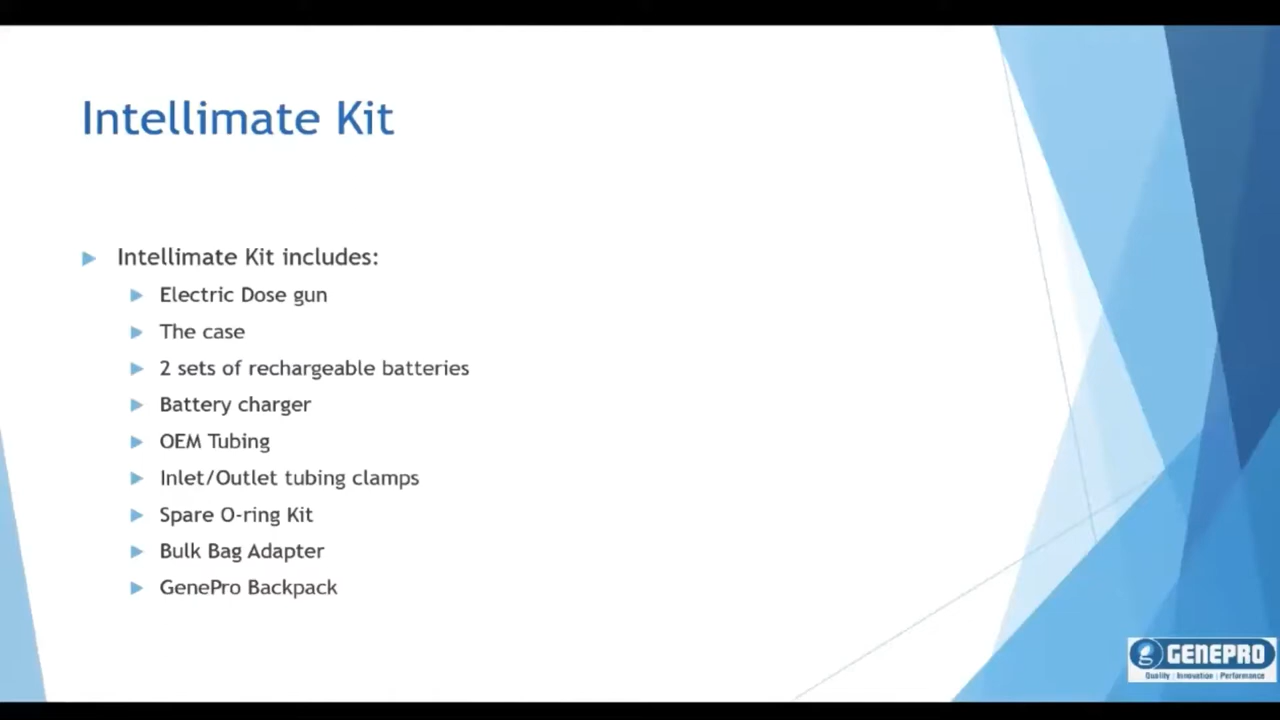 Intellimate Kit
Intellimate Kit includes:
Electric Dose gun
The case
2 sets of rechargeable batteries
Battery charger
OEM Tubing
Inlet/Outlet tubing clamps
Spare O-ring Kit
Bulk Bag Adapter
GenePro Backpack
g GENEPRO
Quality | Innovation | Performance